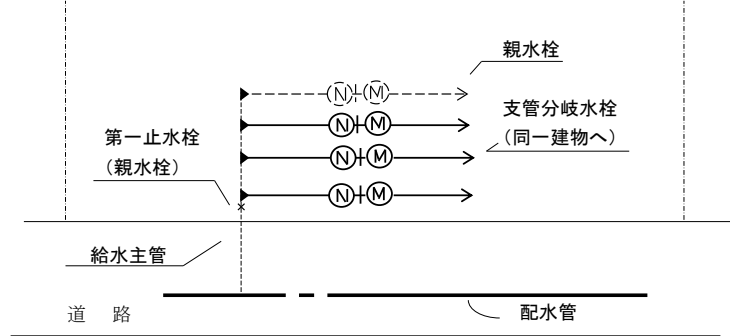 親水栓
N M
支管分岐水栓
(同一建物へ)
N M
第一止水栓
(親水栓)
N M
N M
給水主管
道 路
配水管